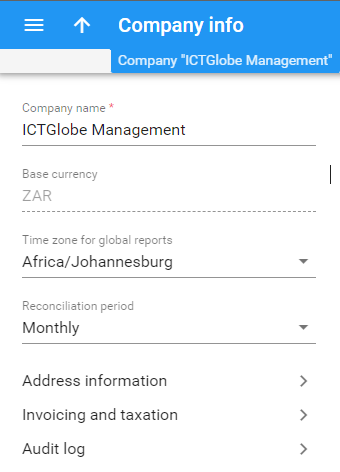 Company info
Company "ICTGlobe Management"
Company name *
ICTGlobe Management
Base currency
ZAR
Time zone for global reports
Africa/Johannesburg
Reconciliation period
Monthly
Address information
Invoicing and taxation
Audit log